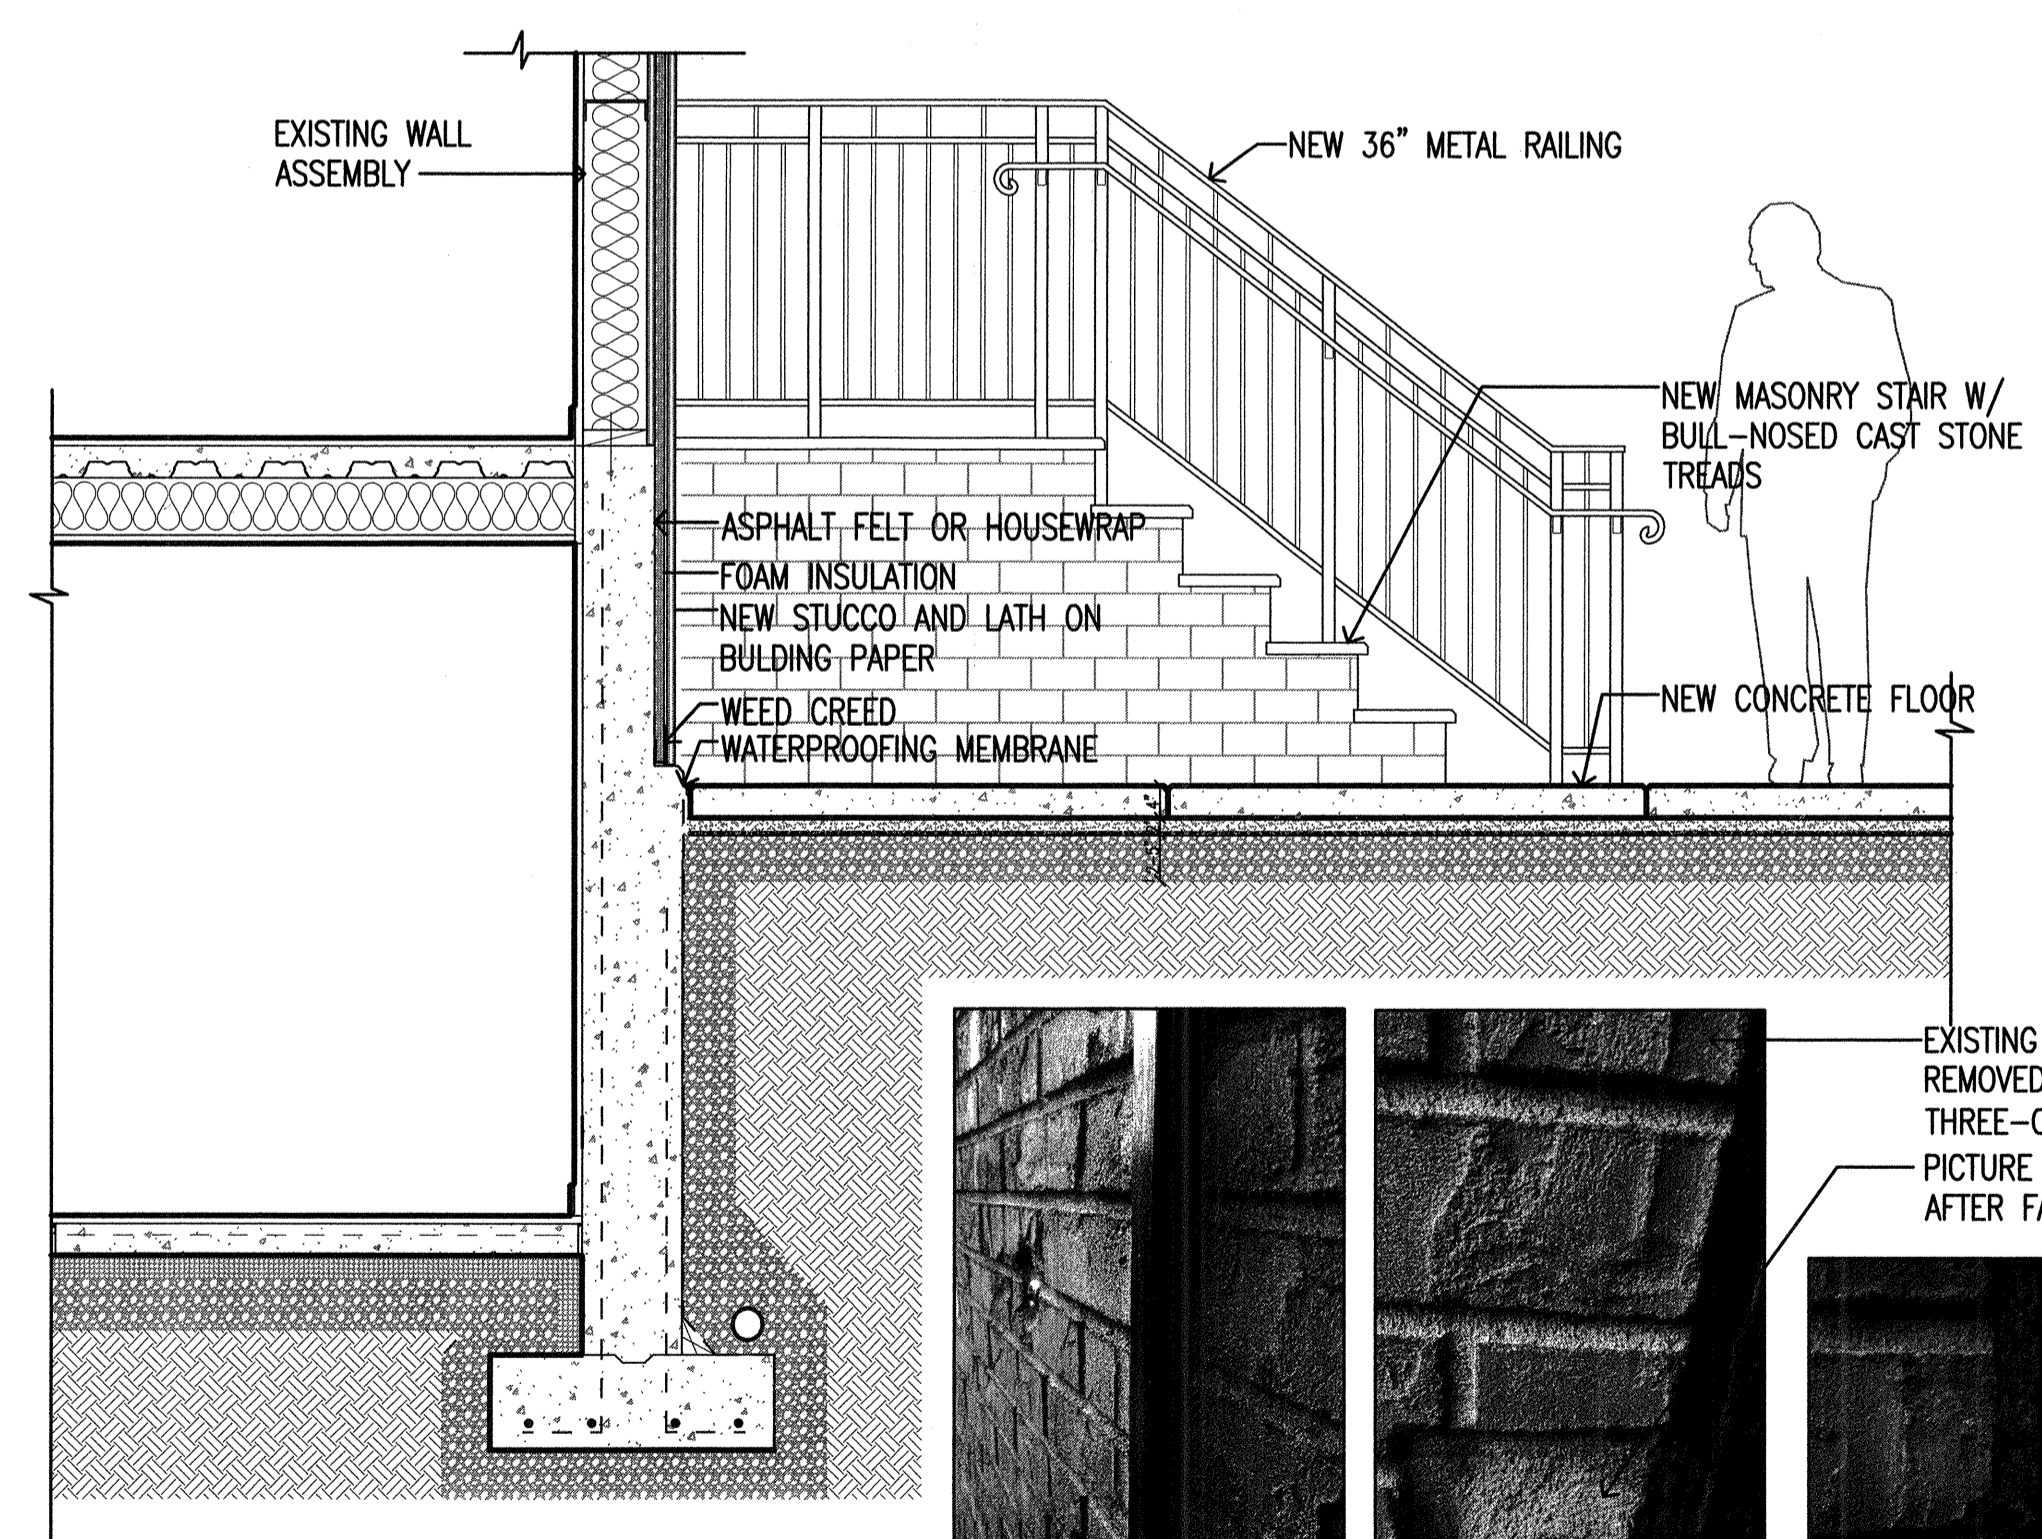 EXISTING WALL
ASSEMBLY
NEW 36” METAL RAILING
NEW MASONRY STAIR W/
BULL-NOSED CAST STONE
TREADS
ASPHALT FELT OR HOUSEWRAP
FOAM INSULATION
NEW STUCCO AND LATH ON
BULDING PAPER
WEED CREED
WATERPROOFING MEMBRANE
NEW CONCRETE FLOOR
EXISTING
REMOVED
THREE-
PICTURE
AFTER